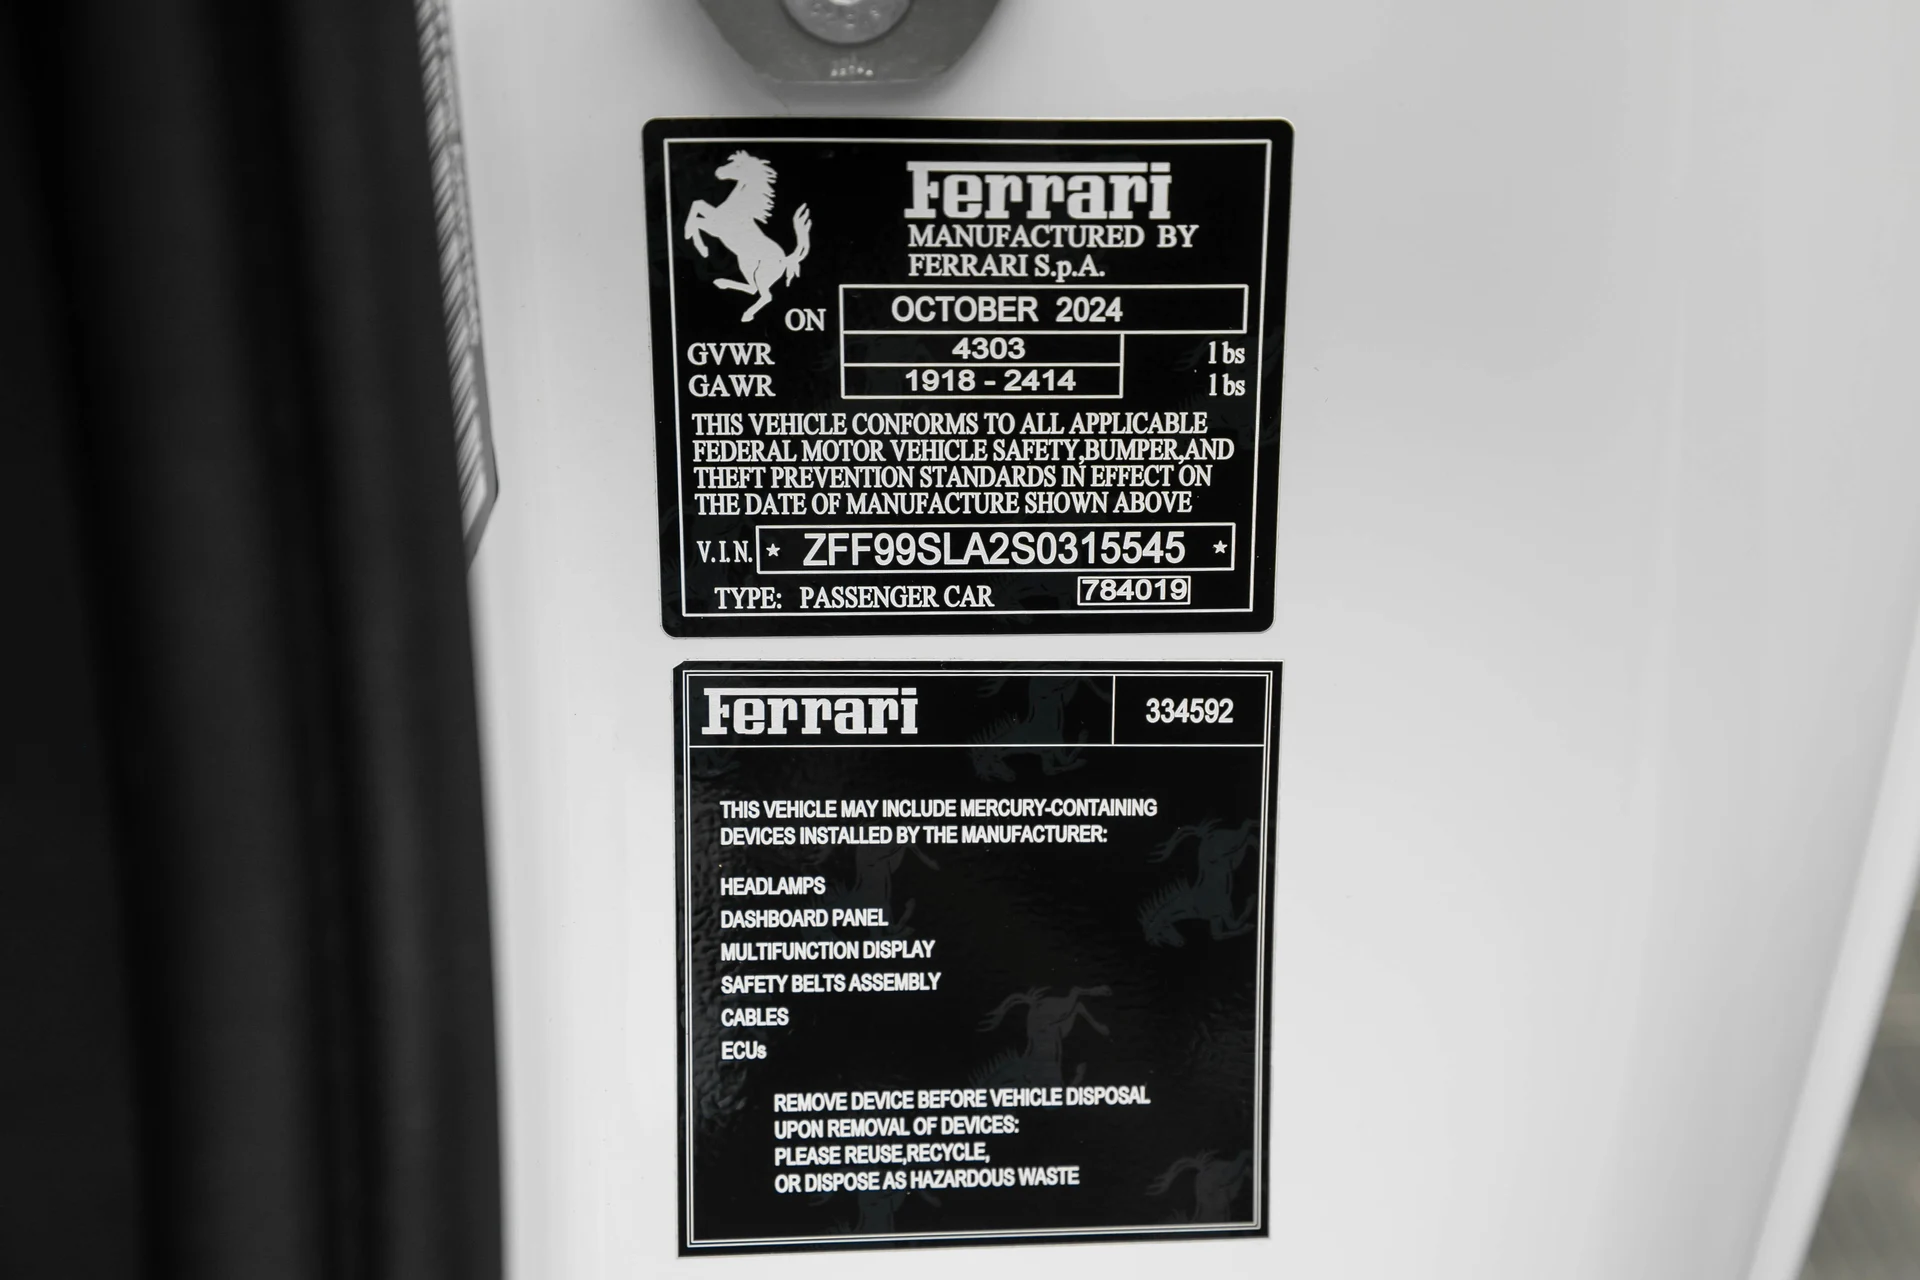 Ferrari
MANUFACTURED BY
FERRARI S.p.A.
ON OCTOBER 2024
GVWR 4303 lbs
GAWR 1918 - 2414 lbs
THIS VEHICLE CONFORMS TO ALL APPLICABLE
FEDERAL MOTOR VEHICLE SAFETY,BUMPER,AND
THEFT PREVENTION STANDARDS IN EFFECT ON
THE DATE OF MANUFACTURE SHOWN ABOVE
V.I.N. ★ ZFF99SLA2S0315545 ★
TYPE: PASSENGER CAR 784019
Ferrari 334592
THIS VEHICLE MAY INCLUDE MERCURY-CONTAINING
DEVICES INSTALLED BY THE MANUFACTURER:
HEADLAMPS
DASHBOARD PANEL
MULTIFUNCTION DISPLAY
SAFETY BELTS ASSEMBLY
CABLES
ECUs
REMOVE DEVICE BEFORE VEHICLE DISPOSAL
UPON REMOVAL OF DEVICES:
PLEASE REUSE,RECYCLE,
OR DISPOSE AS HAZARDOUS WASTE